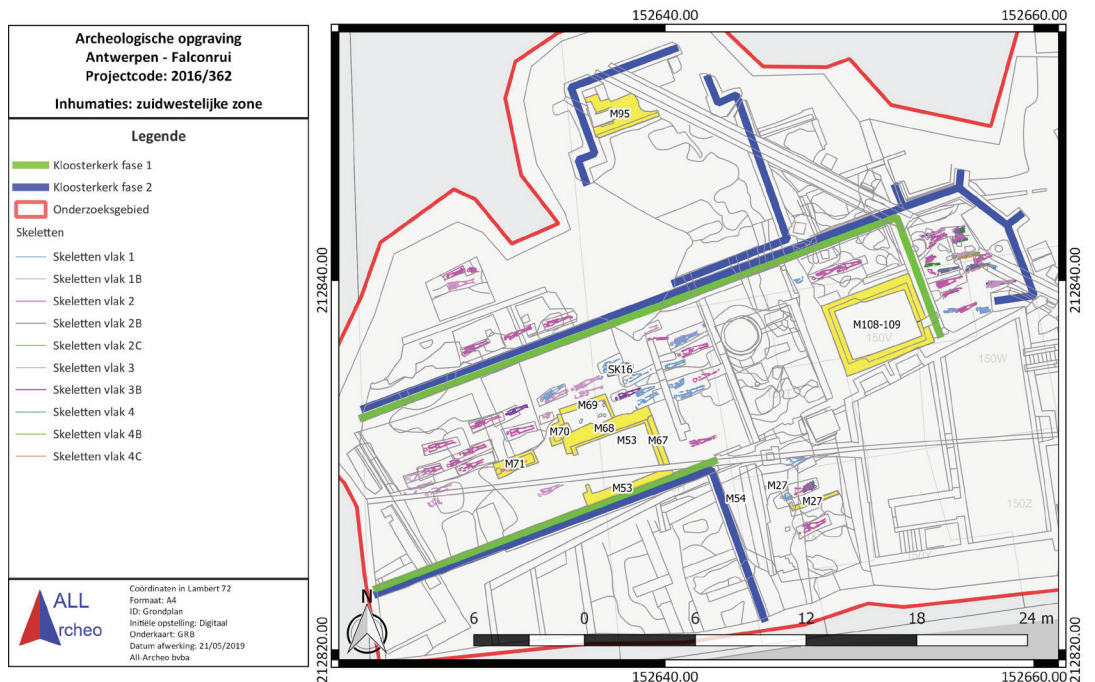 Archeologische opgraving
Antwerpen - Falconrui
Projectcode: 2016/362
Inhumaties: zuidwestelijke zone
Legende
Kloosterkerk fase 1
Kloosterkerk fase 2
Onderzoeksgebied
Skeletten
Skeletten vlak 1
Skeletten vlak 1B
Skeletten vlak 2
Skeletten vlak 2B
Skeletten vlak 2C
Skeletten vlak 3
Skeletten vlak 3B
Skeletten vlak 4
Skeletten vlak 4B
Skeletten vlak 4C
ALL
rcheo
Coördinaten in Lambert 72
Formaat: A4
ID: Grondplan
Initiële opstelling: Digitaal
Onderkaart: GRB
Datum afwerking: 21/05/2019
All-Archeo bvba
152640.00
152660.00
212840.00
212840.00
M95
M108-109
150V
150W
SK16
M69
M70
M68
M53
M67
M71
M53
M54
M27
M27
150Z
150Y
N
6
0
6
12
18
24 m
212820.00
212820.00
152640.00
152660.00